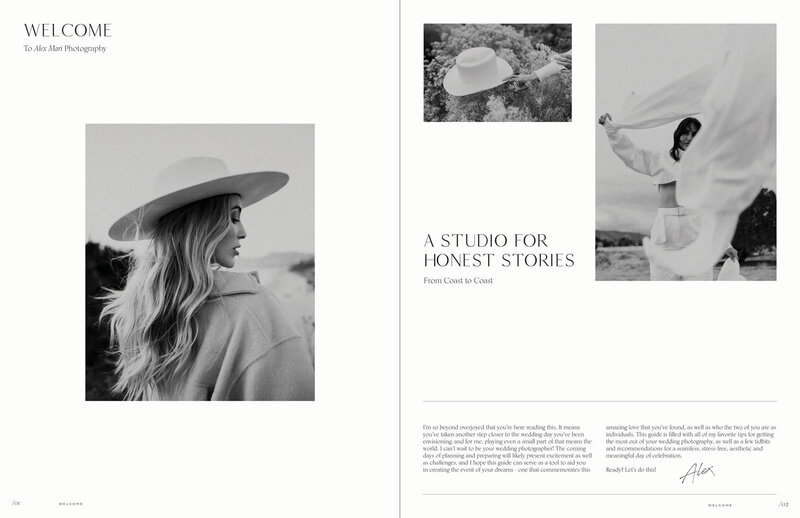 WELCOME
To Alex Mari Photography
/01
WELCOME
A STUDIO FOR
HONEST STORIES
From Coast to Coast
I'm so beyond overjoyed that you're here reading this. It means
you've taken another step closer to the wedding day you've been
envisioning, and for me, playing even a small part of that means the
world. I can't wait to be your wedding photographer! The coming
days of planning and preparing will likely present excitement as well
as challenges, and I hope this guide can serve as a tool to aid you
in creating the event of your dreams - one that commemorates this
amazing love that you've found, as well as who the two of you are as
individuals. This guide is filled with all of my favorite tips for getting
the most out of your wedding photography, as well as a few tidbits
and recommendations for a seamless, stress-free, aesthetic and
meaningful day of celebration.
Ready? Let's do this!
Alex
WELCOME
/02